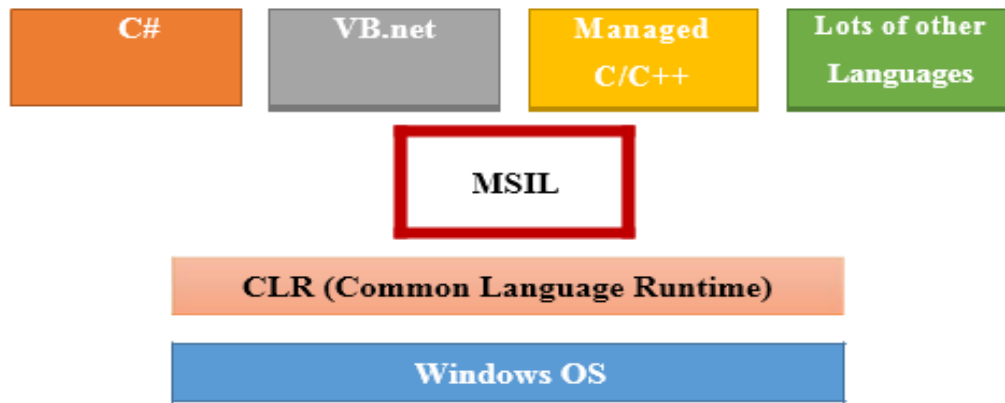 C#
VB.net
Managed
C/C++
Lots of other
Languages
MSIL
CLR (Common Language Runtime)
Windows OS